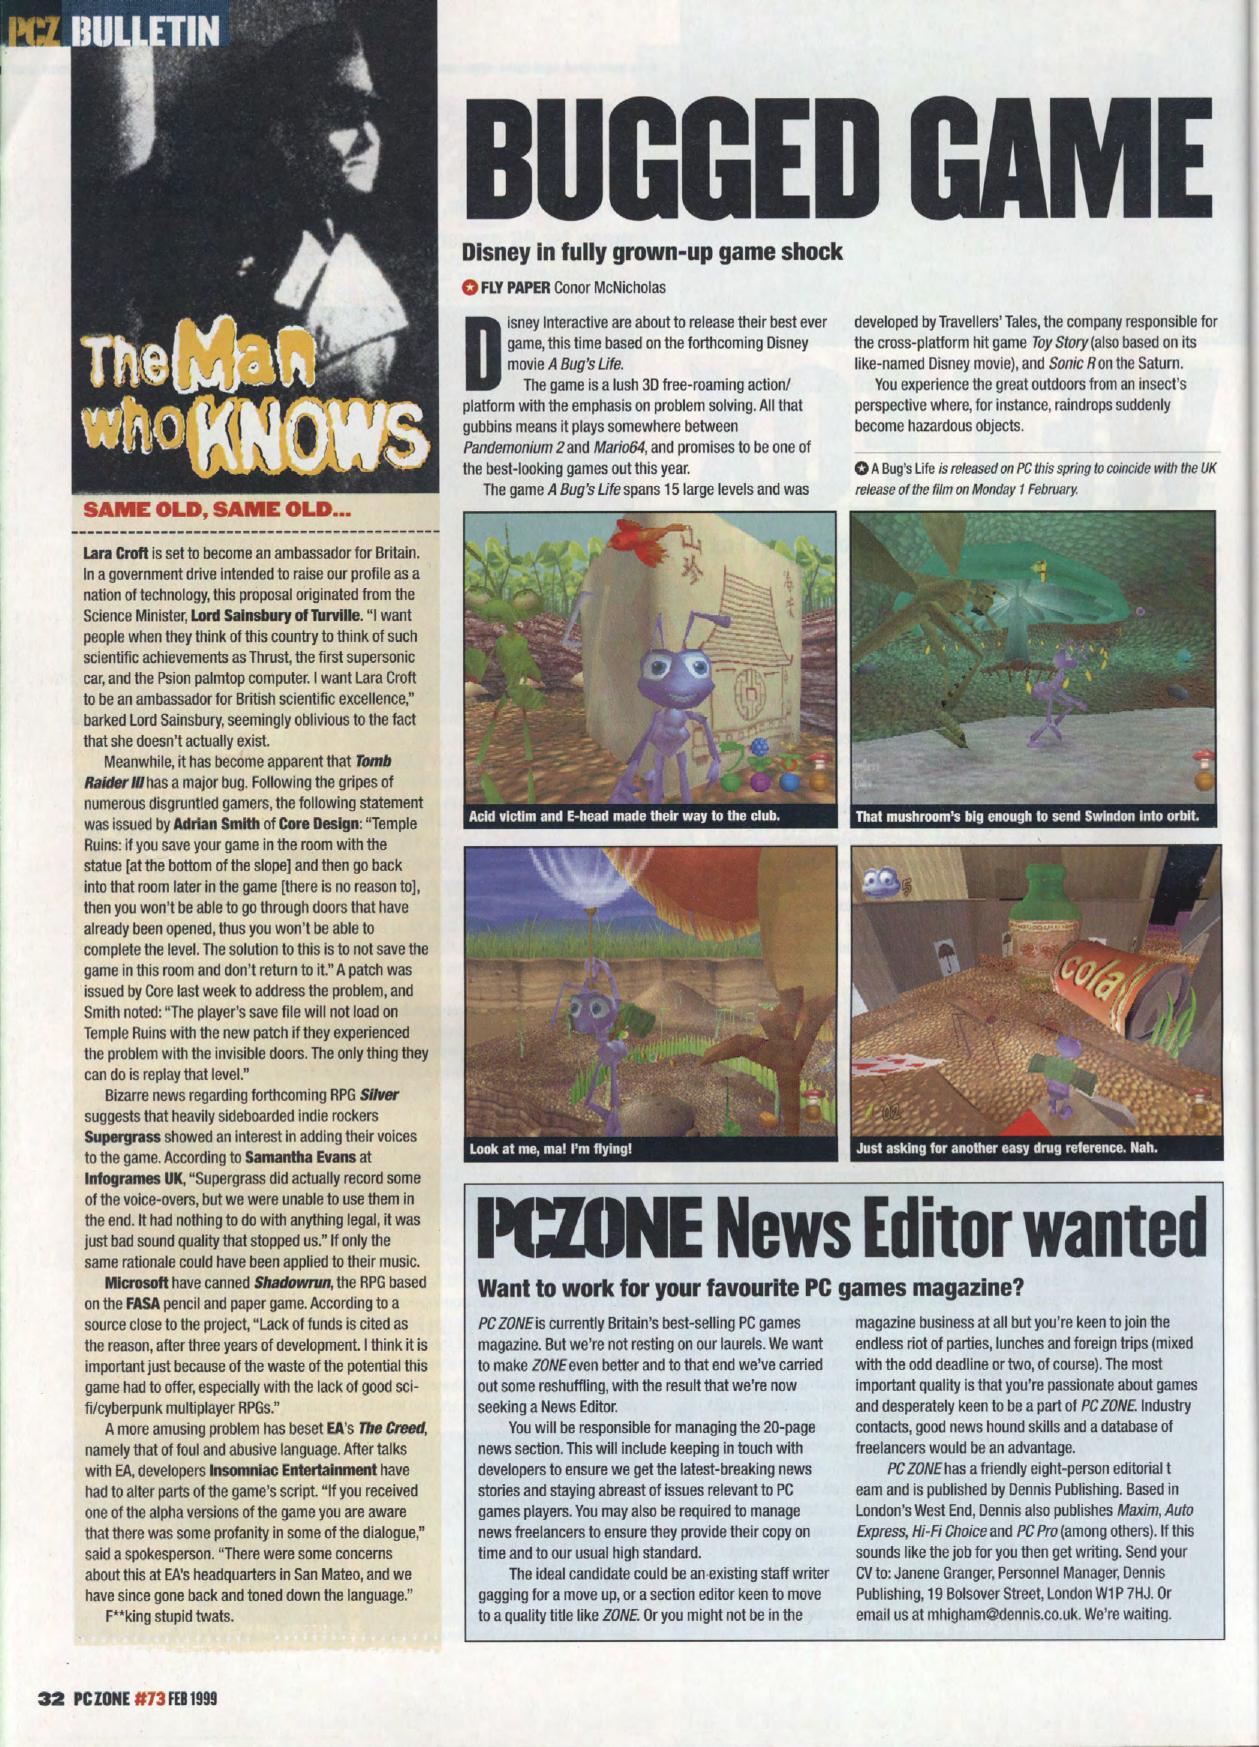 PCZ BULLETIN
The Man
who KNOWS
SAME OLD, SAME OLD...
Lara Croft is set to become an ambassador for Britain.
In a government drive intended to raise our profile as a
nation of technology, this proposal originated from the
Science Minister, Lord Sainsbury of Turville. “I want
people when they think of this country to think of such
scientific achievements as Thrust, the first supersonic
car, and the Psion palmtop computer. I want Lara Croft
to be an ambassador for British scientific excellence,”
barked Lord Sainsbury, seemingly oblivious to the fact
that she doesn't actually exist.
Meanwhile, it has become apparent that Tomb
Raider III has a major bug. Following the gripes of
numerous disgruntled gamers, the following statement
was issued by Adrian Smith of Core Design: “Temple
Ruins: if you save your game in the room with the
statue [at the bottom of the slope] and then go back
into that room later in the game [there is no reason to],
then you won't be able to go through doors that have
already been opened, thus you won't be able to
complete the level. The solution to this is to not save the
game in this room and don't return to it.” A patch was
issued by Core last week to address the problem, and
Smith noted: “The player's save file will not load on
Temple Ruins with the new patch if they experienced
the problem with the invisible doors. The only thing they
can do is replay that level.”
Bizarre news regarding forthcoming RPG Silver
suggests that heavily sideboarded indie rockers
Supergrass showed an interest in adding their voices
to the game. According to Samantha Evans at
Infogrames UK, “Supergrass did actually record some
of the voice-overs, but we were unable to use them in
the end. It had nothing to do with anything legal, it was
just bad sound quality that stopped us.” If only the
same rationale could have been applied to their music.
Microsoft have canned Shadowrun, the RPG based
on the FASA pencil and paper game. According to a
source close to the project, “Lack of funds is cited as
the reason, after three years of development. I think it is
important just because of the waste of the potential this
game had to offer, especially with the lack of good sci-
fi/cyberpunk multiplayer RPGs.”
A more amusing problem has beset EA's The Creed,
namely that of foul and abusive language. After talks
with EA, developers Insomniac Entertainment have
had to alter parts of the game's script. “If you received
one of the alpha versions of the game you are aware
that there was some profanity in some of the dialogue,”
said a spokesperson. “There were some concerns
about this at EA's headquarters in San Mateo, and we
have since gone back and toned down the language.”
F**king stupid twats.
BUGGED GAME
Disney in fully grown-up game shock
FLY PAPER Conor McNicholas
Disney Interactive are about to release their best ever
game, this time based on the forthcoming Disney
movie A Bug's Life.
The game is a lush 3D free-roaming action/
platform with the emphasis on problem solving. All that
gubbins means it plays somewhere between
Pandemonium 2 and Mario64, and promises to be one of
the best-looking games out this year.
The game A Bug's Life spans 15 large levels and was
developed by Travellers' Tales, the company responsible for
the cross-platform hit game Toy Story (also based on its
like-named Disney movie), and Sonic R on the Saturn.
You experience the great outdoors from an insect's
perspective where, for instance, raindrops suddenly
become hazardous objects.
A Bug's Life is released on PC this spring to coincide with the UK
release of the film on Monday 1 February.
山
珍
Acid victim and E-head made their way to the club.
That mushroom's big enough to send Swindon into orbit.
Look at me, ma! I'm flying!
5
cola
02
Just asking for another easy drug reference. Nah.
PCZONE News Editor wanted
Want to work for your favourite PC games magazine?
PC ZONE is currently Britain's best-selling PC games
magazine. But we're not resting on our laurels. We want
to make ZONE even better and to that end we've carried
out some reshuffling, with the result that we're now
seeking a News Editor.
You will be responsible for managing the 20-page
news section. This will include keeping in touch with
developers to ensure we get the latest-breaking news
stories and staying abreast of issues relevant to PC
games players. You may also be required to manage
news freelancers to ensure they provide their copy on
time and to our usual high standard.
The ideal candidate could be an existing staff writer
gagging for a move up, or a section editor keen to move
to a quality title like ZONE. Or you might not be in the
magazine business at all but you're keen to join the
endless riot of parties, lunches and foreign trips (mixed
with the odd deadline or two, of course). The most
important quality is that you're passionate about games
and desperately keen to be a part of PC ZONE. Industry
contacts, good news hound skills and a database of
freelancers would be an advantage.
PC ZONE has a friendly eight-person editorial t
eam and is published by Dennis Publishing. Based in
London's West End, Dennis also publishes Maxim, Auto
Express, Hi-Fi Choice and PC Pro (among others). If this
sounds like the job for you then get writing. Send your
CV to: Janene Granger, Personnel Manager, Dennis
Publishing, 19 Bolsover Street, London W1P 7HJ. Or
email us at mhigham@dennis.co.uk. We're waiting.
32 PCZONE #73 FEB 1999